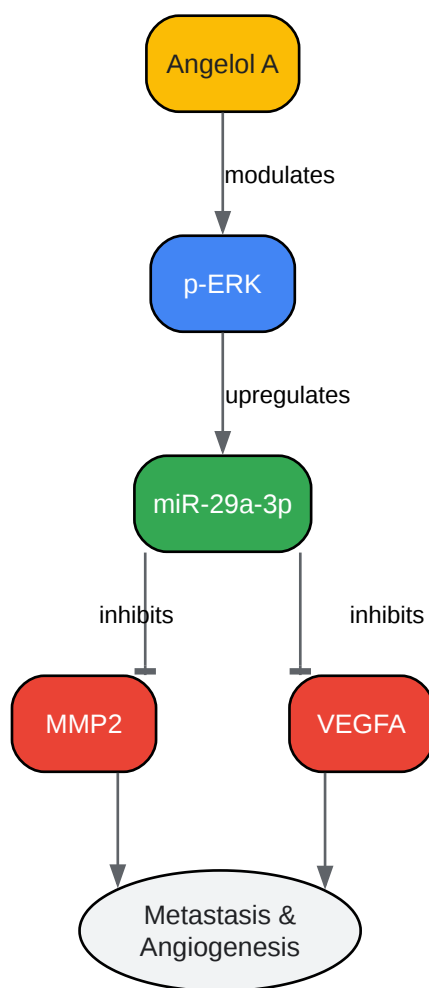 Angelol A
modulates
p-ERK
upregulates
miR-29a-3p
inhibits
inhibits
MMP2
VEGFA
Metastasis &
Angiogenesis